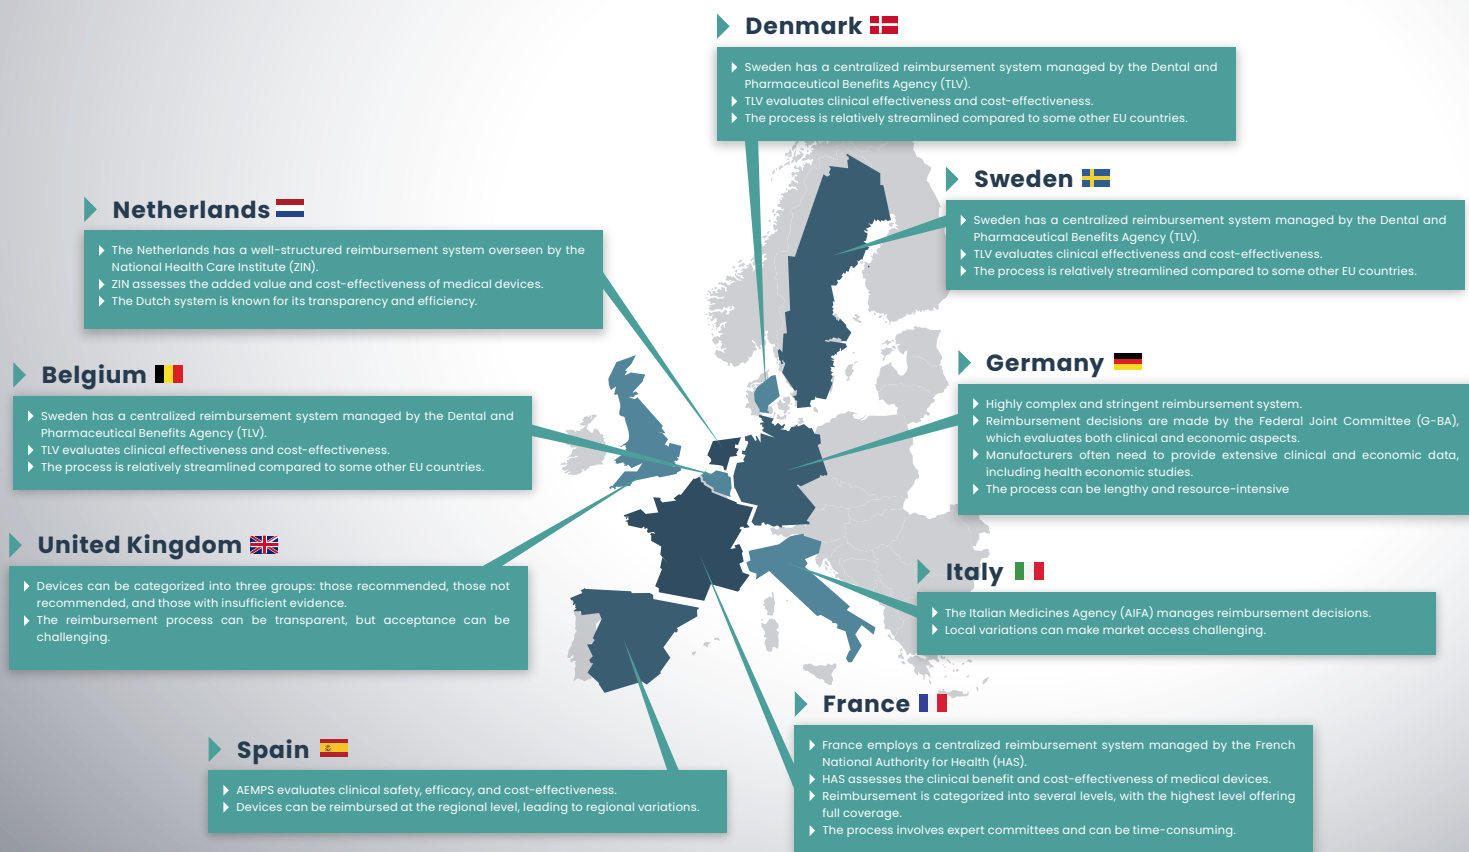 Denmark
Sweden has a centralized reimbursement system managed by the Dental and
Pharmaceutical Benefits Agency (TLV).
TLV evaluates clinical effectiveness and cost-effectiveness.
The process is relatively streamlined compared to some other EU countries.
Sweden
Sweden has a centralized reimbursement system managed by the Dental and
Pharmaceutical Benefits Agency (TLV).
TLV evaluates clinical effectiveness and cost-effectiveness.
The process is relatively streamlined compared to some other EU countries.
Netherlands
The Netherlands has a well-structured reimbursement system overseen by the
National Health Care Institute (ZIN).
ZIN assesses the added value and cost-effectiveness of medical devices.
The Dutch system is known for its transparency and efficiency.
Germany
Highly complex and stringent reimbursement system.
Reimbursement decisions are made by the Federal Joint Committee (G-BA),
which evaluates both clinical and economic aspects.
Manufacturers often need to provide extensive clinical and economic data,
including health economic studies.
The process can be lengthy and resource-intensive
Belgium
Sweden has a centralized reimbursement system managed by the Dental and
Pharmaceutical Benefits Agency (TLV).
TLV evaluates clinical effectiveness and cost-effectiveness.
The process is relatively streamlined compared to some other EU countries.
United Kingdom
Devices can be categorized into three groups: those recommended, those not
recommended, and those with insufficient evidence.
The reimbursement process can be transparent, but acceptance can be
challenging.
Italy
The Italian Medicines Agency (AIFA) manages reimbursement decisions.
Local variations can make market access challenging.
France
France employs a centralized reimbursement system managed by the French
National Authority for Health (HAS).
HAS assesses the clinical benefit and cost-effectiveness of medical devices.
Reimbursement is categorized into several levels, with the highest level offering
full coverage.
The process involves expert committees and can be time-consuming.
Spain
AEMPS evaluates clinical safety, efficacy, and cost-effectiveness.
Devices can be reimbursed at the regional level, leading to regional variations.